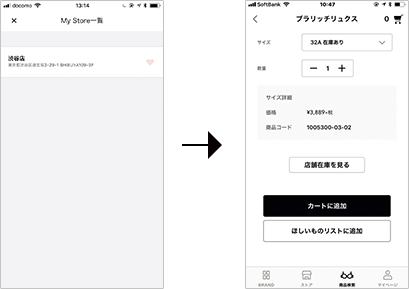 docomo 13:14
My Store一覧
渋谷店
東京都渋谷区道玄坂2-29-1 SHIBUYA109-3F
SoftBank 10:47
ブラリッチリュクス 0
サイズ 32A 在庫あり
数量 1
サイズ詳細
価格 ¥3,889+税
商品コード 1005300-03-02
店舗在庫を見る
カートに追加
ほしいものリストに追加
BRAND ストア 商品検索 マイページ